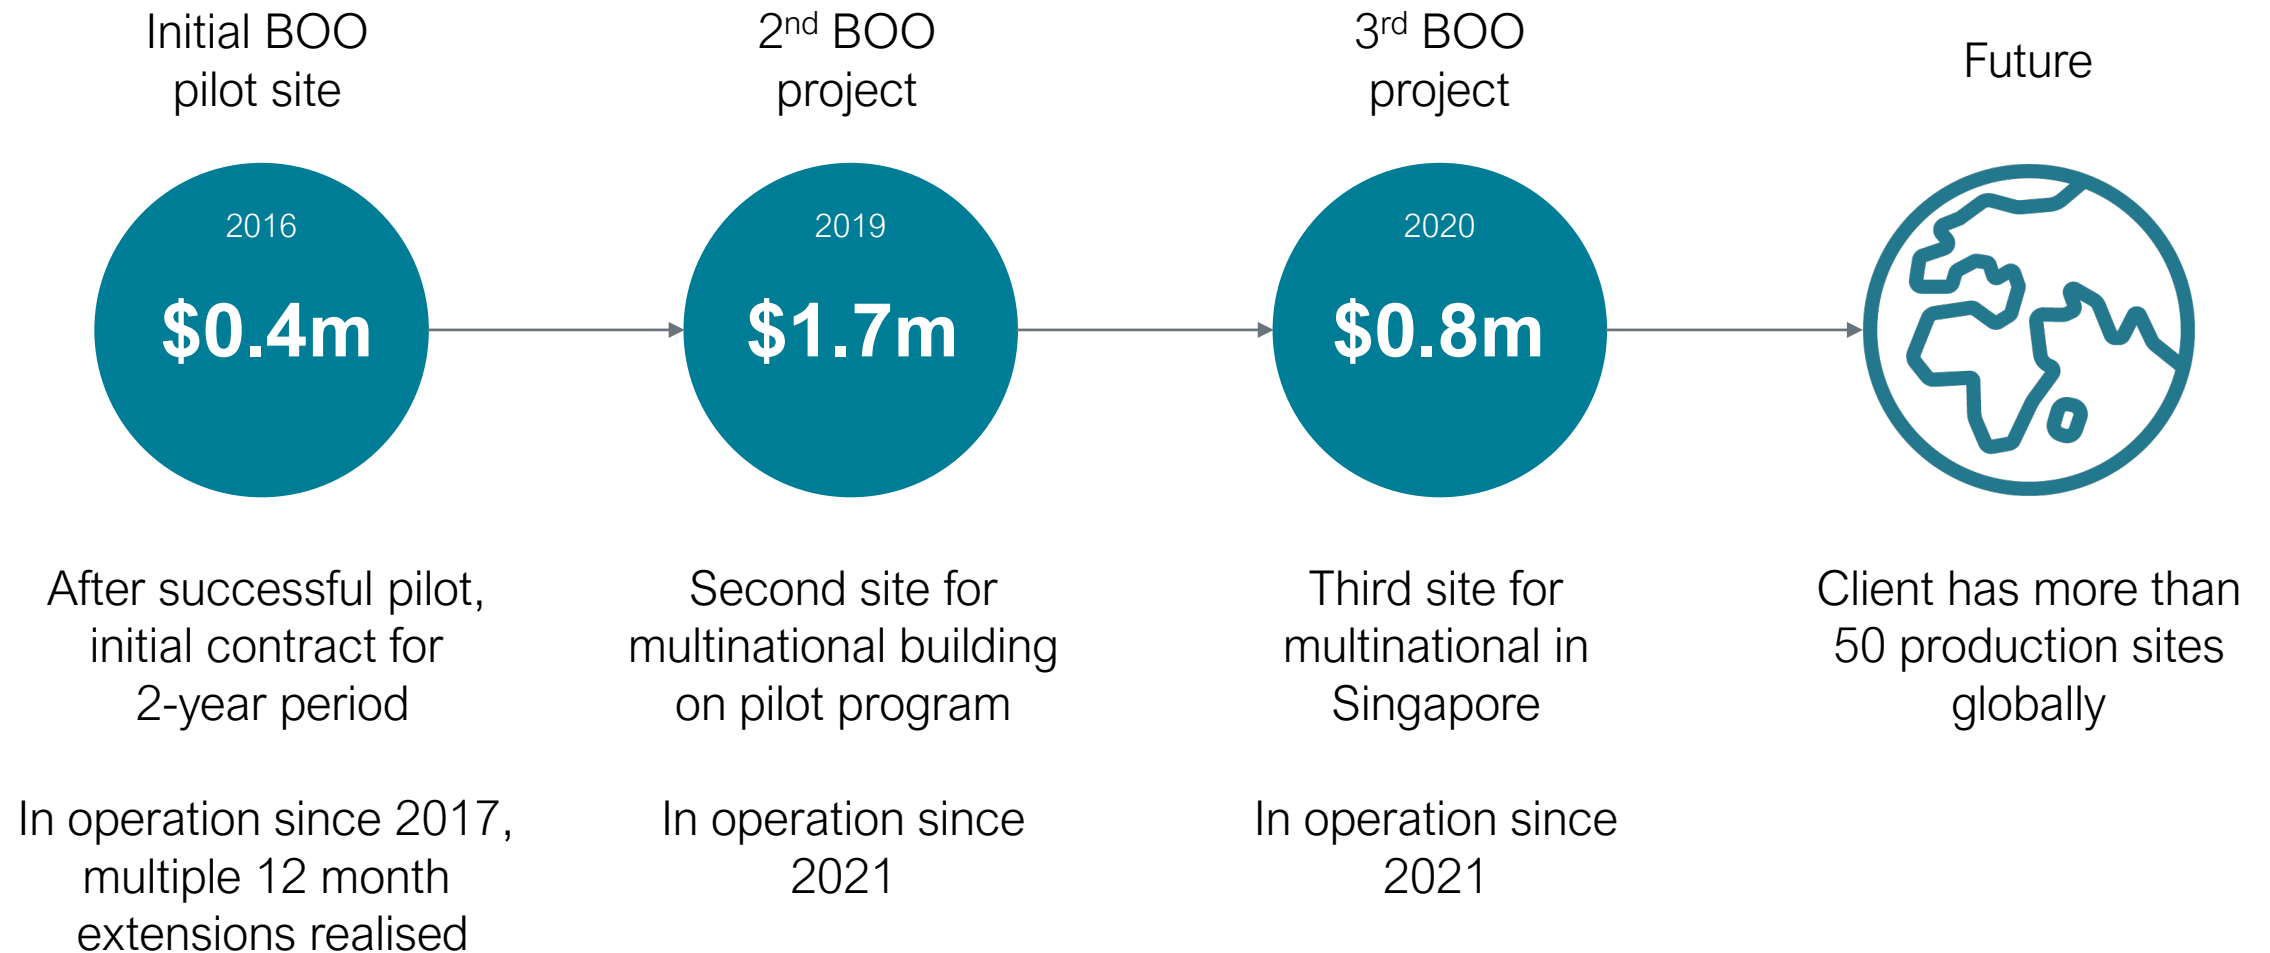 Initial BOO
pilot site
2016
$0.4m
After successful pilot,
initial contract for
2-year period
In operation since 2017,
multiple 12 month
extensions realised
2nd BOO
project
2019
$1.7m
Second site for
multinational building
on pilot program
In operation since
2021
3rd BOO
project
2020
$0.8m
Third site for
multinational in
Singapore
In operation since
2021
Future
Client has more than
50 production sites
globally